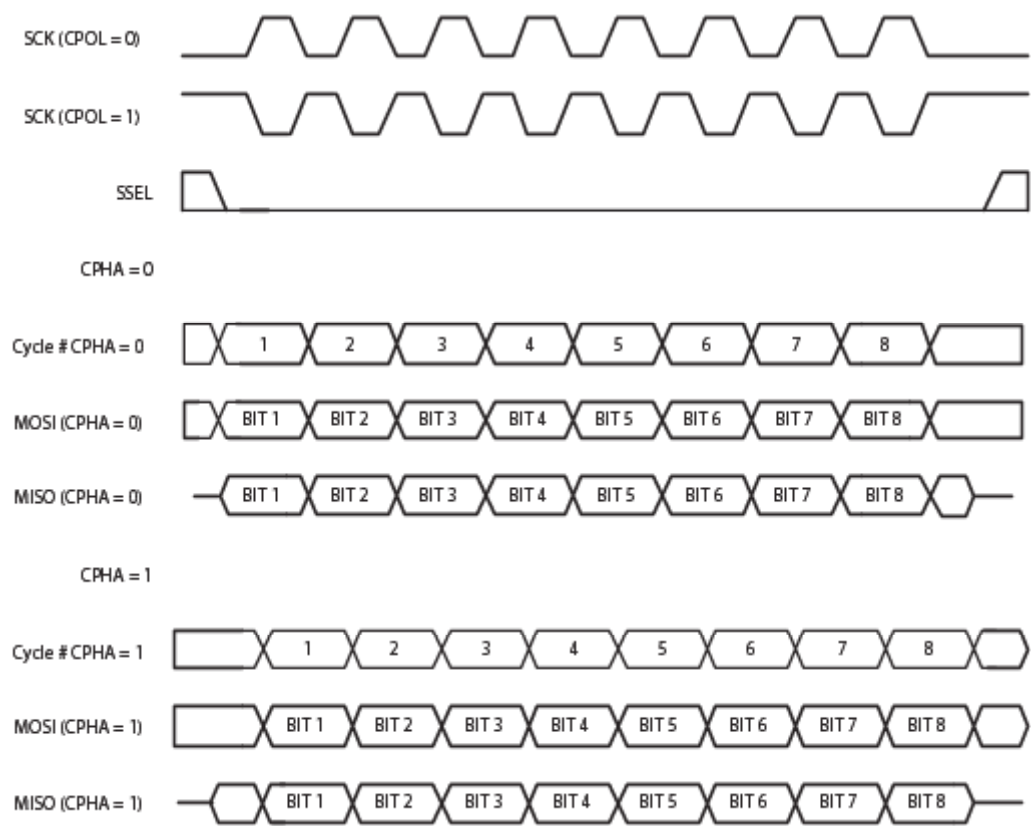 SCK (CPOL = 0)
SCK (CPOL = 1)
SSEL
CPHA = 0
Cycle # CPHA = 0 1 2 3 4 5 6 7 8
MOSI (CPHA = 0) BIT 1 BIT 2 BIT 3 BIT 4 BIT 5 BIT 6 BIT 7 BIT 8
MISO (CPHA = 0) BIT 1 BIT 2 BIT 3 BIT 4 BIT 5 BIT 6 BIT 7 BIT 8
CPHA = 1
Cycle # CPHA = 1 1 2 3 4 5 6 7 8
MOSI (CPHA = 1) BIT 1 BIT 2 BIT 3 BIT 4 BIT 5 BIT 6 BIT 7 BIT 8
MISO (CPHA = 1) BIT 1 BIT 2 BIT 3 BIT 4 BIT 5 BIT 6 BIT 7 BIT 8